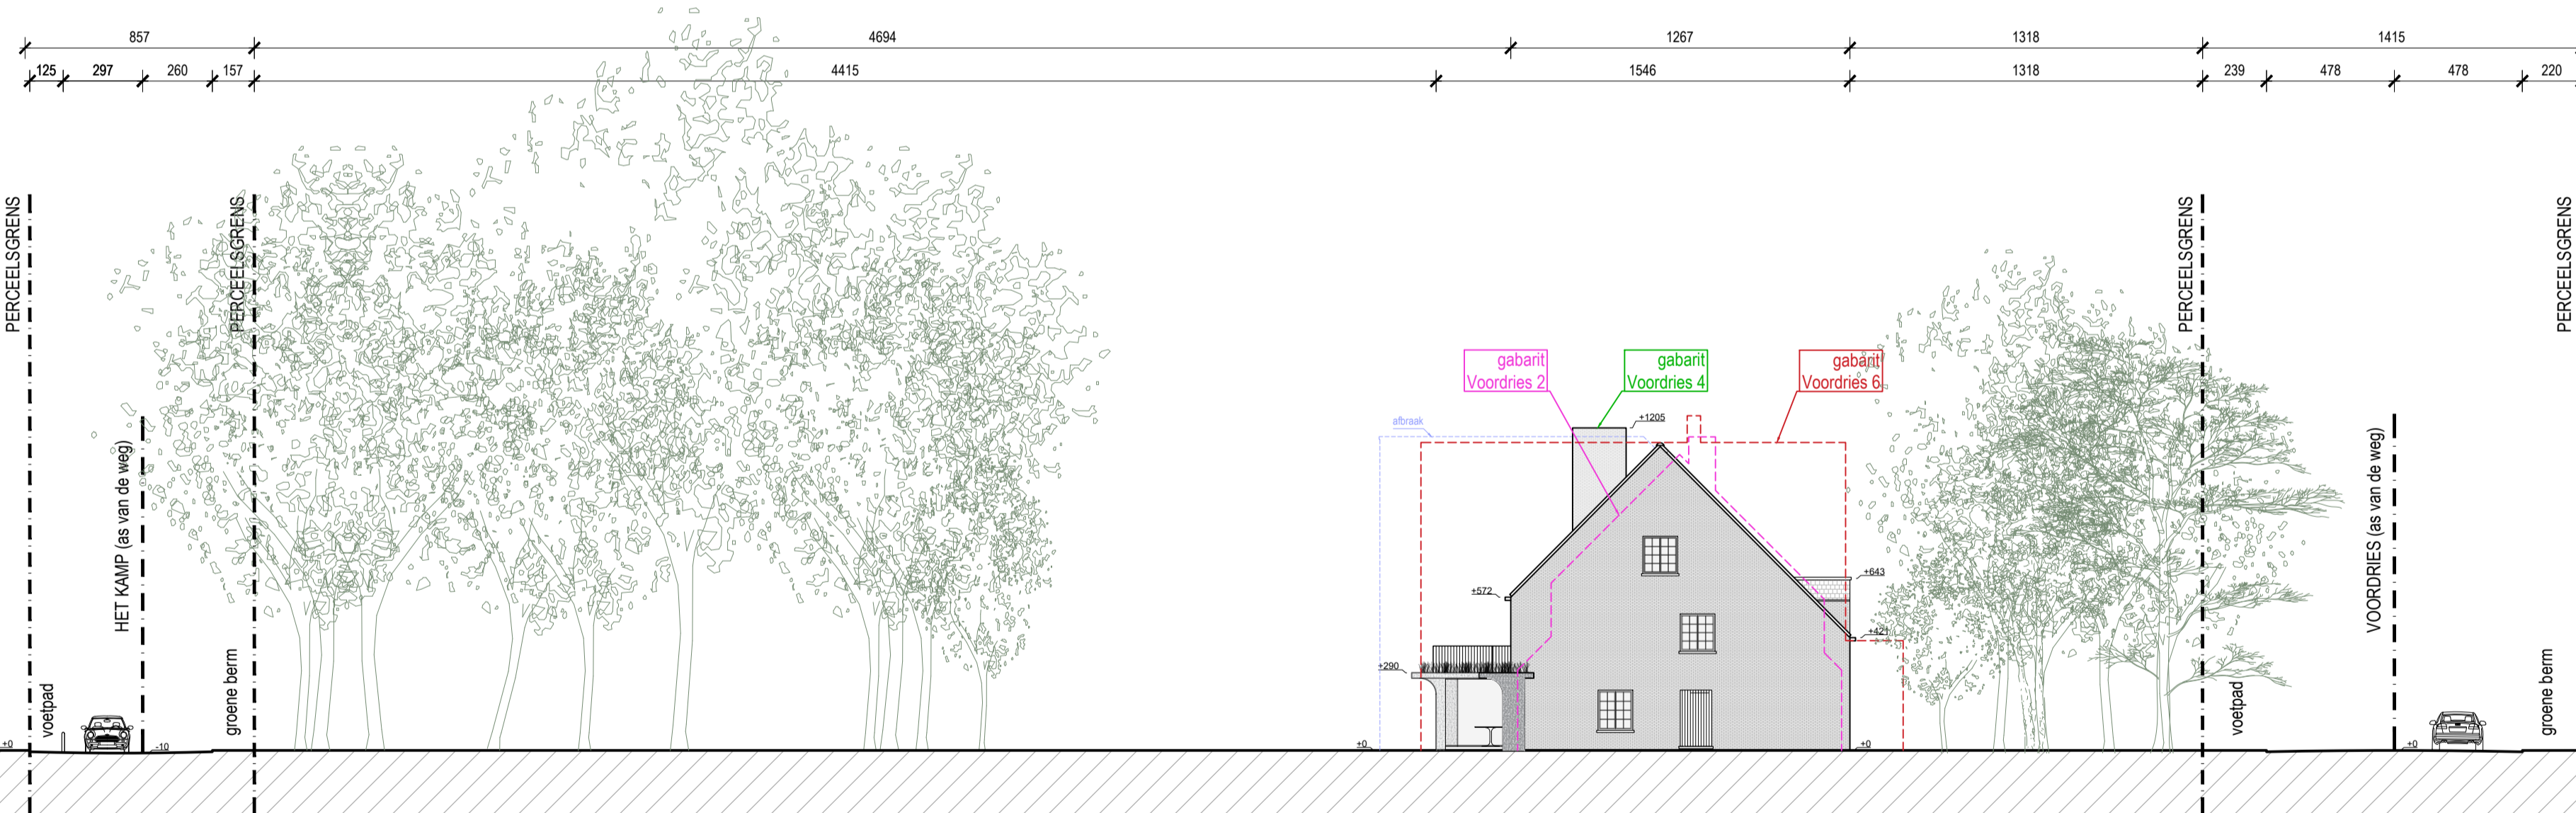 857
4694
1267
1318
1415
125
297
260
157
4415
1546
1318
239
478
478
220
PERCEELSGRENS
PERCEELSGRENS
PERCEELSGRENS
PERCEELSGRENS
gabarit
Voordries 2
gabarit
Voordries 4
gabarit
Voordries 6
afbraak
+1205
+572
+643
+421
+290
HET KAMP (as van de weg)
VOORDRIES (as van de weg)
voetpad
groene berm
voetpad
groene berm
+0
-10
+0
+0
+0